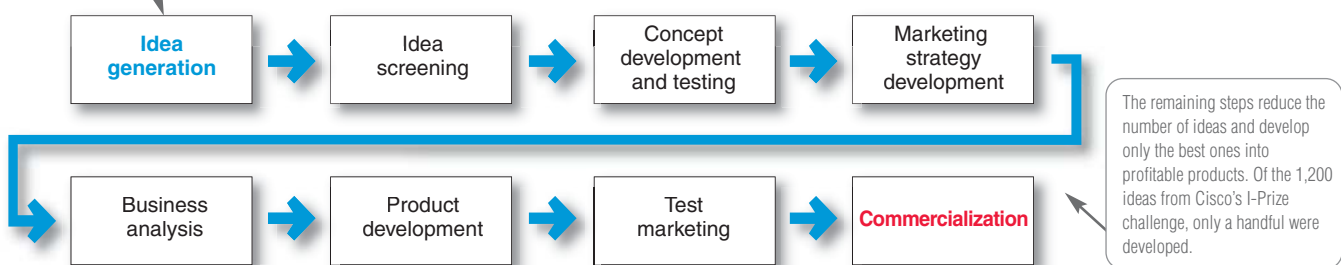 Idea
generation
Idea
screening
Concept
development
and testing
Marketing
strategy
development
Business
analysis
Product
development
Test
marketing
Commercialization
The remaining steps reduce the
number of ideas and develop
only the best ones into
profitable products. Of the 1,200
ideas from Cisco's I-Prize
challenge, only a handful were
developed.